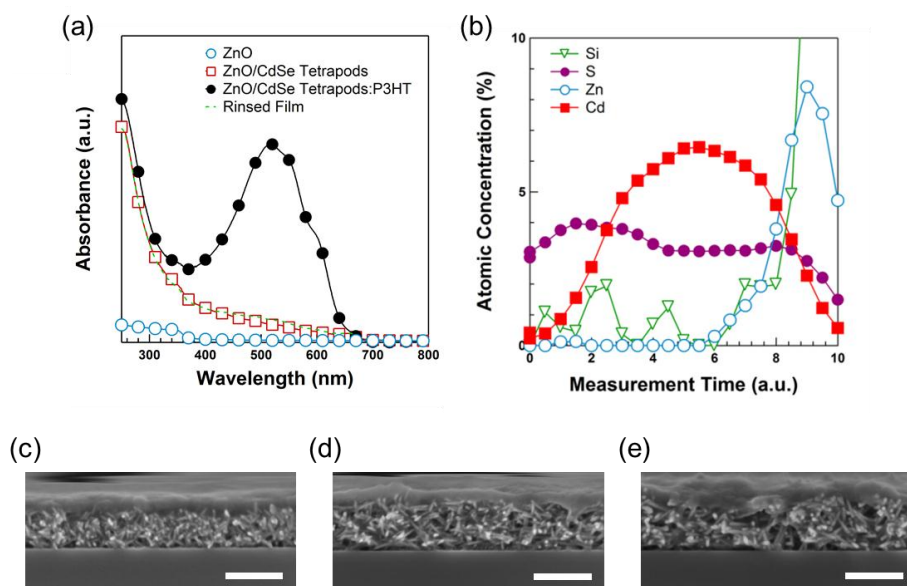 (a)
ZnO
ZnO/CdSe Tetrapods
ZnO/CdSe Tetrapods:P3HT
Rinsed Film
Absorbance (a.u.)
300 400 500 600 700 800
Wavelength (nm)
(b)
Si
S
Zn
Cd
Atomic Concentration (%)
10
5
0
0 2 4 6 8 10
Measurement Time (a.u.)
(c)
(d)
(e)